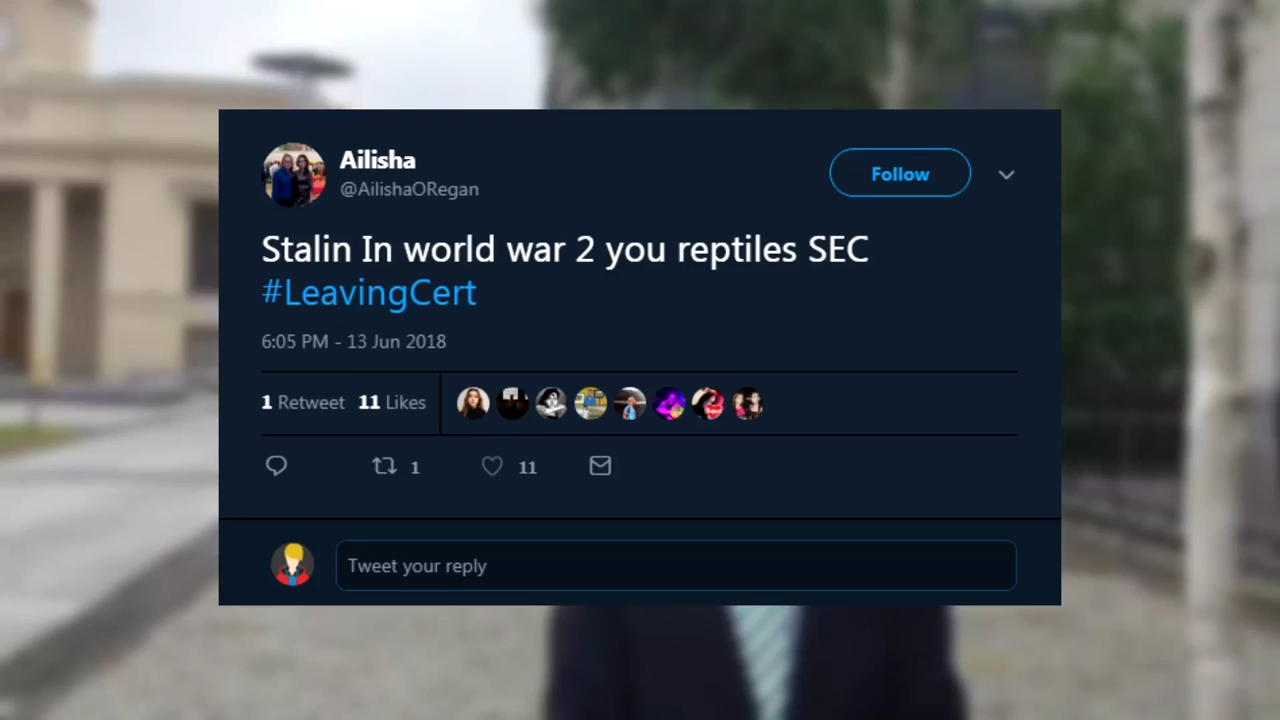 Ailisha
@AilishaORegan
Follow
Stalin In world war 2 you reptiles SEC
#LeavingCert
6:05 PM - 13 Jun 2018
1 Retweet 11 Likes
1 11
Tweet your reply